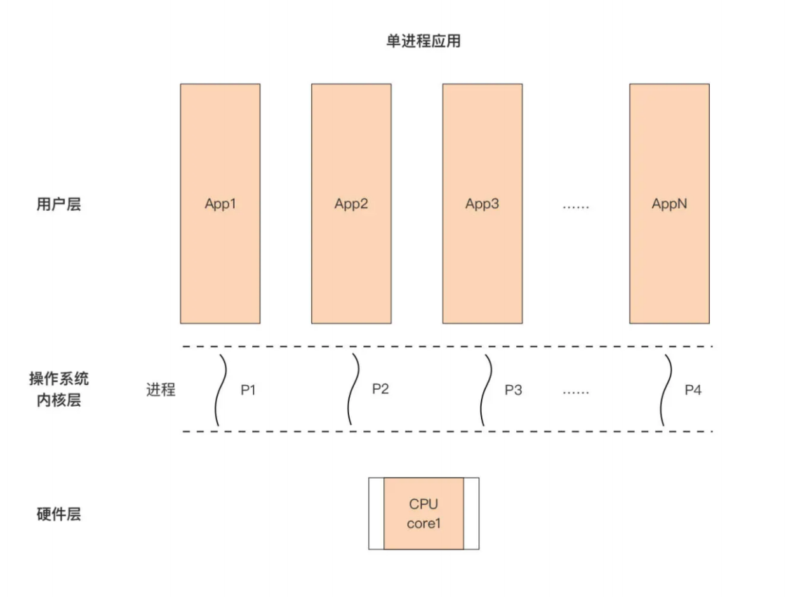 单进程应用
用户层
App1
App2
App3
......
AppN
操作系统
内核层
进程
P1
P2
P3
......
P4
硬件层
CPU
core1